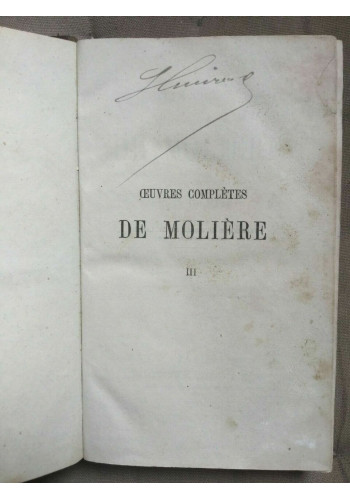 ŒUVRES COMPLÈTES
DE MOLIÈRE
III